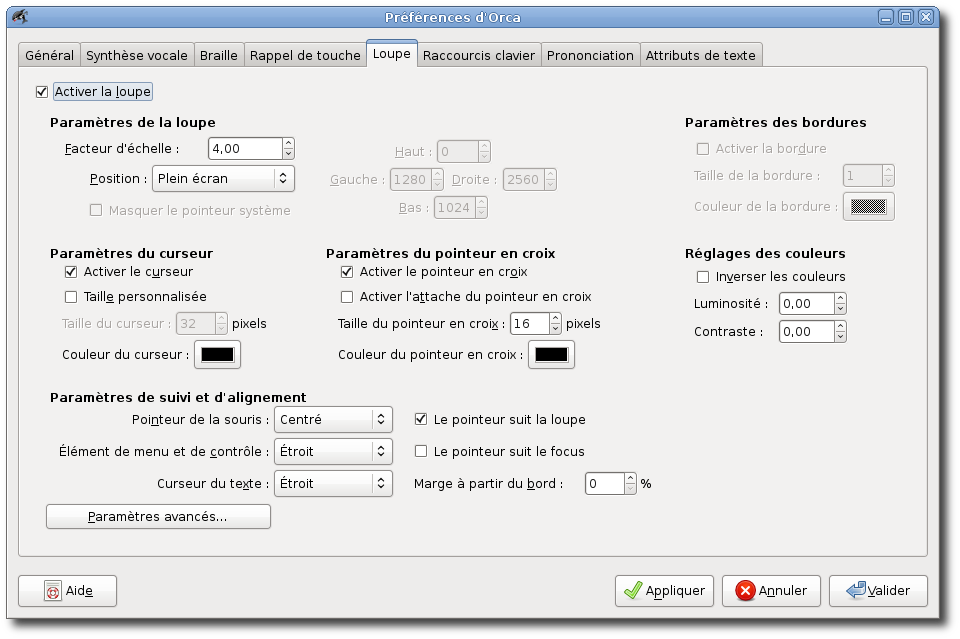 Préférences d'Orca
Général Synthèse vocale Braille Rappel de touche Loupe Raccourcis clavier Prononciation Attributs de texte
Activer la loupe
Paramètres de la loupe
Facteur d'échelle : 4,00
Position : Plein écran
Masquer le pointeur système
Haut : 0
Gauche : 1280 Droite : 2560
Bas : 1024
Paramètres des bordures
Activer la bordure
Taille de la bordure : 1
Couleur de la bordure :
Paramètres du curseur
Activer le curseur
Taille personnalisée
Taille du curseur : 32 pixels
Couleur du curseur :
Paramètres du pointeur en croix
Activer le pointeur en croix
Activer l'attache du pointeur en croix
Taille du pointeur en croix : 16 pixels
Couleur du pointeur en croix :
Réglages des couleurs
Inverser les couleurs
Luminosité : 0,00
Contraste : 0,00
Paramètres de suivi et d'alignement
Pointeur de la souris : Centré
Le pointeur suit la loupe
Élément de menu et de contrôle : Étroit
Le pointeur suit le focus
Curseur du texte : Étroit
Marge à partir du bord : 0 %
Paramètres avancés...
Aide Appliquer Annuler Valider